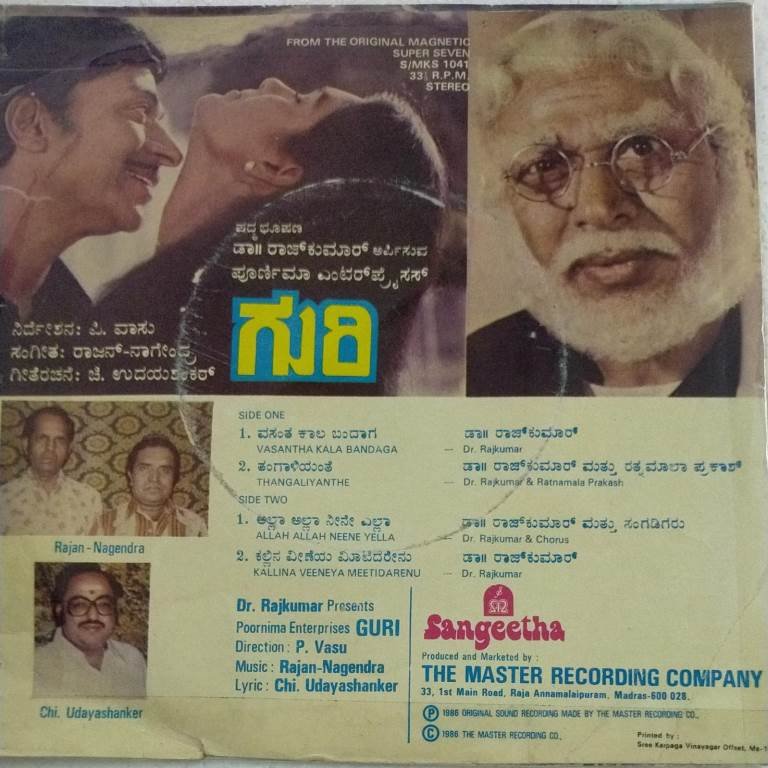 FROM THE ORIGINAL MAGNETIC
SUPER SEVEN
S/MKS 1041
33⅓ R.P.M.
STEREO
ಪದ್ಮಭೂಷಣ
ಡಾ॥ ರಾಜ್‌ಕುಮಾರ್ ಅರ್ಪಿಸುವ
ಪೂರ್ಣಿಮಾ ಎಂಟರ್‌ಪ್ರೈಸಸ್
ಗುರಿ
ನಿರ್ದೇಶನ: ಪಿ. ವಾಸು
ಸಂಗೀತ: ರಾಜನ್-ನಾಗೇಂದ್ರ
ಗೀತೆರಚನೆ: ಚಿ. ಉದಯಶಂಕರ್
SIDE ONE
1. ವಸಂತ ಕಾಲ ಬಂದಾಗ ಡಾ॥ ರಾಜ್‌ಕುಮಾರ್
VASANTHA KALA BANDAGA — Dr. Rajkumar
2. ತಂಗಾಳಿಯಂತೆ ಡಾ॥ ರಾಜ್‌ಕುಮಾರ್ ಮತ್ತು ರತ್ನಮಾಲಾ ಪ್ರಕಾಶ್
THANGALIYANTHE — Dr. Rajkumar & Ratnamala Prakash
SIDE TWO
1. ಅಲ್ಲಾ ಅಲ್ಲಾ ನೀನೇ ಎಲ್ಲಾ ಡಾ॥ ರಾಜ್‌ಕುಮಾರ್ ಮತ್ತು ಸಂಗಡಿಗರು
ALLAH ALLAH NEENE YELLA — Dr. Rajkumar & Chorus
2. ಕಲ್ಲಿನ ವೀಣೆಯ ಮೀಟಿದರೇನು ಡಾ॥ ರಾಜ್‌ಕುಮಾರ್
KALLINA VEENEYA MEETIDARENU — Dr. Rajkumar
Rajan-Nagendra
Chi. Udayashanker
Dr. Rajkumar Presents
Poornima Enterprises GURI
Direction : P. Vasu
Music : Rajan-Nagendra
Lyric : Chi. Udayashanker
Sangeetha
Produced and Marketed by :
THE MASTER RECORDING COMPANY
33, 1st Main Road, Raja Annamalaipuram, Madras-600 028.
Ⓟ 1986 ORIGINAL SOUND RECORDING MADE BY THE MASTER RECORDING CO.,
© 1986 THE MASTER RECORDING CO.,
Printed by :
Sree Karpaga Vinayagar Offset,